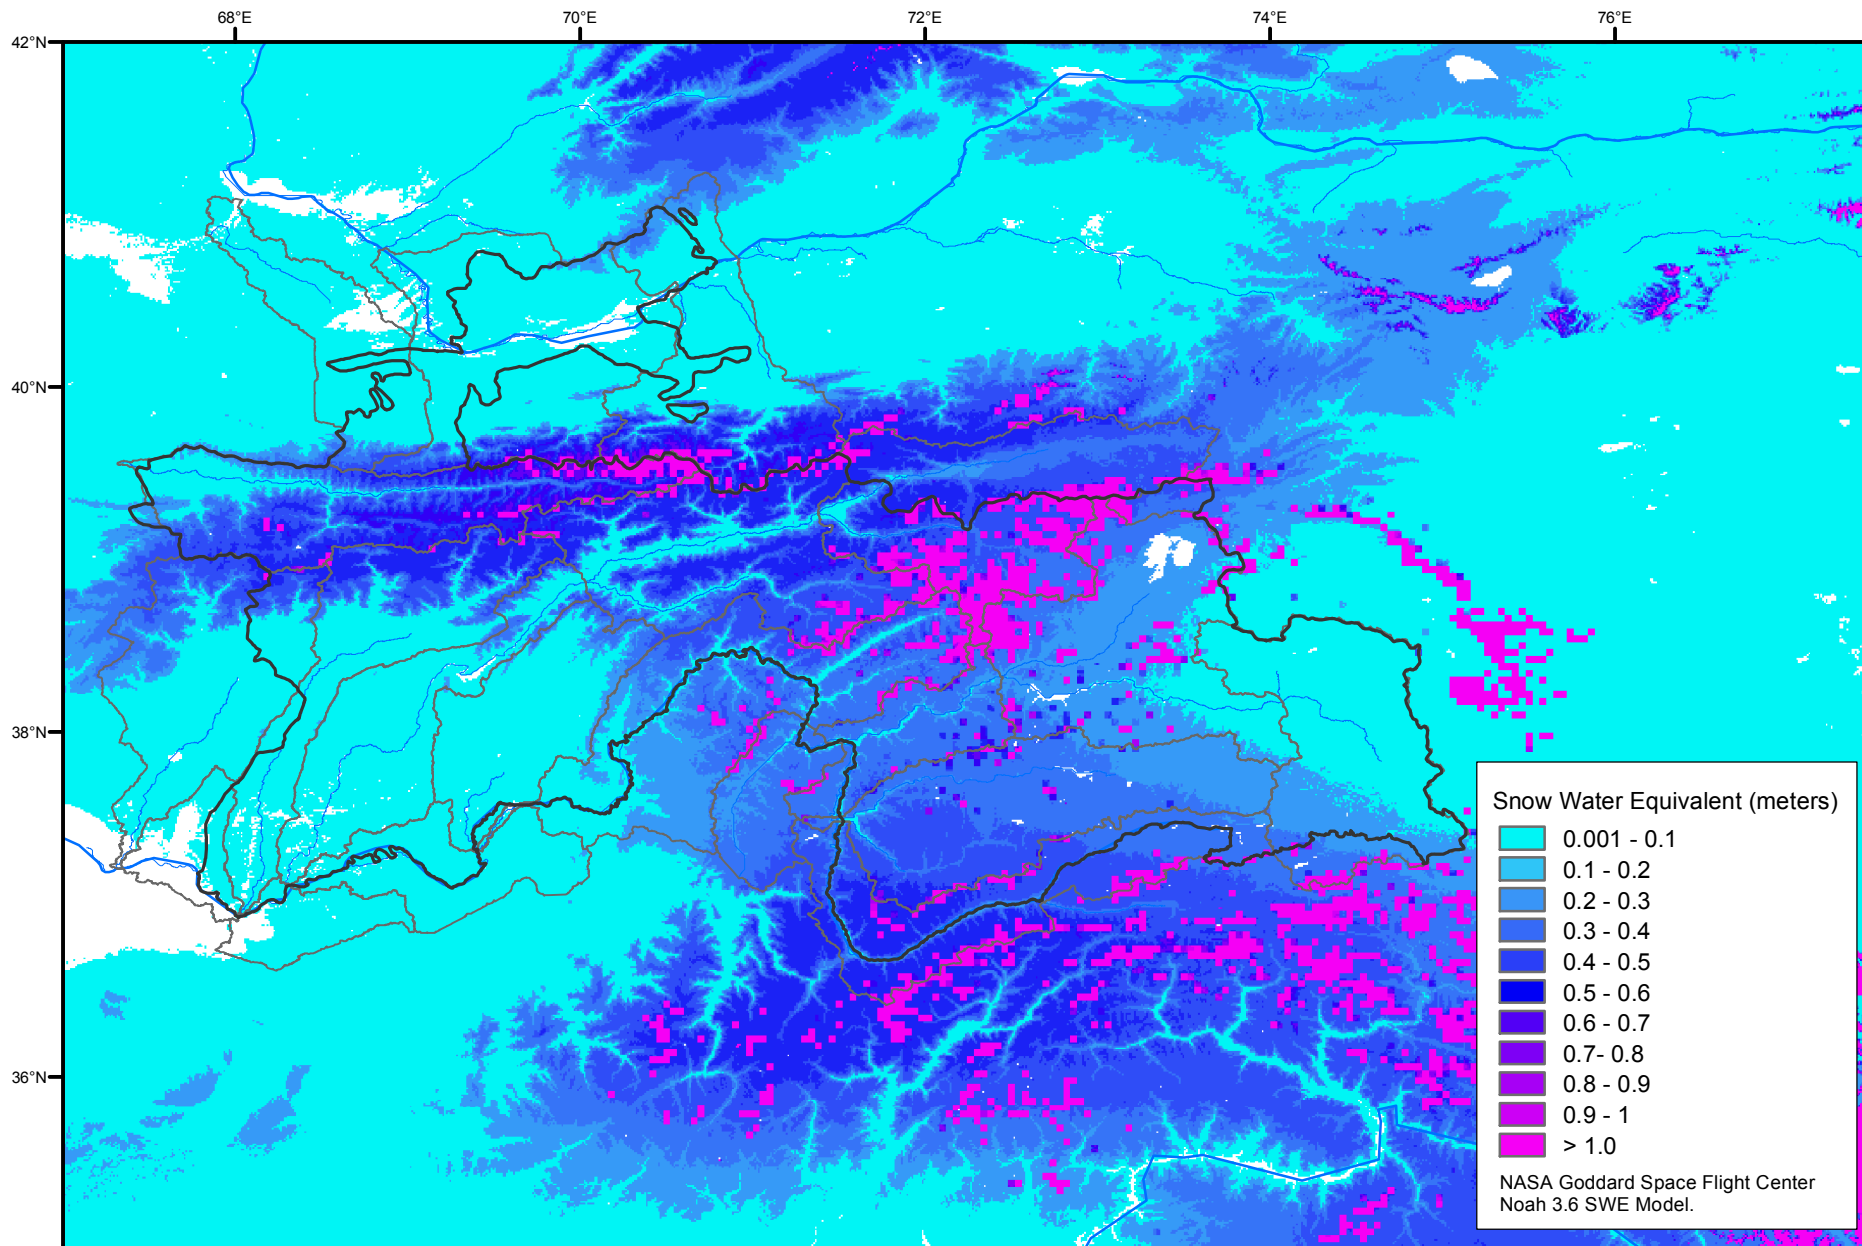 68°E
70°E
72°E
74°E
76°E
42°N
40°N
38°N
36°N
Snow Water Equivalent (meters)
0.001 - 0.1
0.1 - 0.2
0.2 - 0.3
0.3 - 0.4
0.4 - 0.5
0.5 - 0.6
0.6 - 0.7
0.7- 0.8
0.8 - 0.9
0.9 - 1
> 1.0
NASA Goddard Space Flight Center
Noah 3.6 SWE Model.